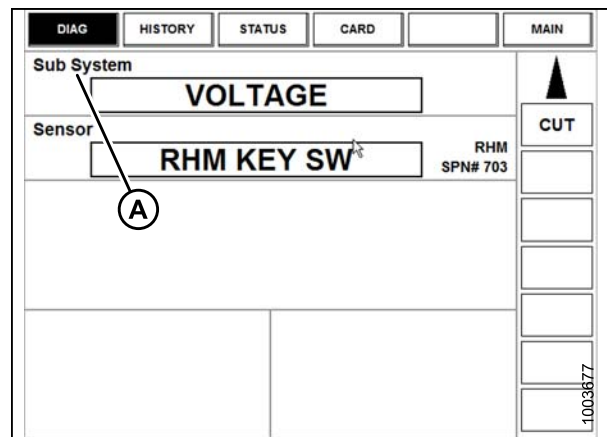 DIAG HISTORY STATUS CARD MAIN
Sub System
VOLTAGE
CUT
Sensor
RHM KEY SW
RHM
SPN# 703
A
1003677